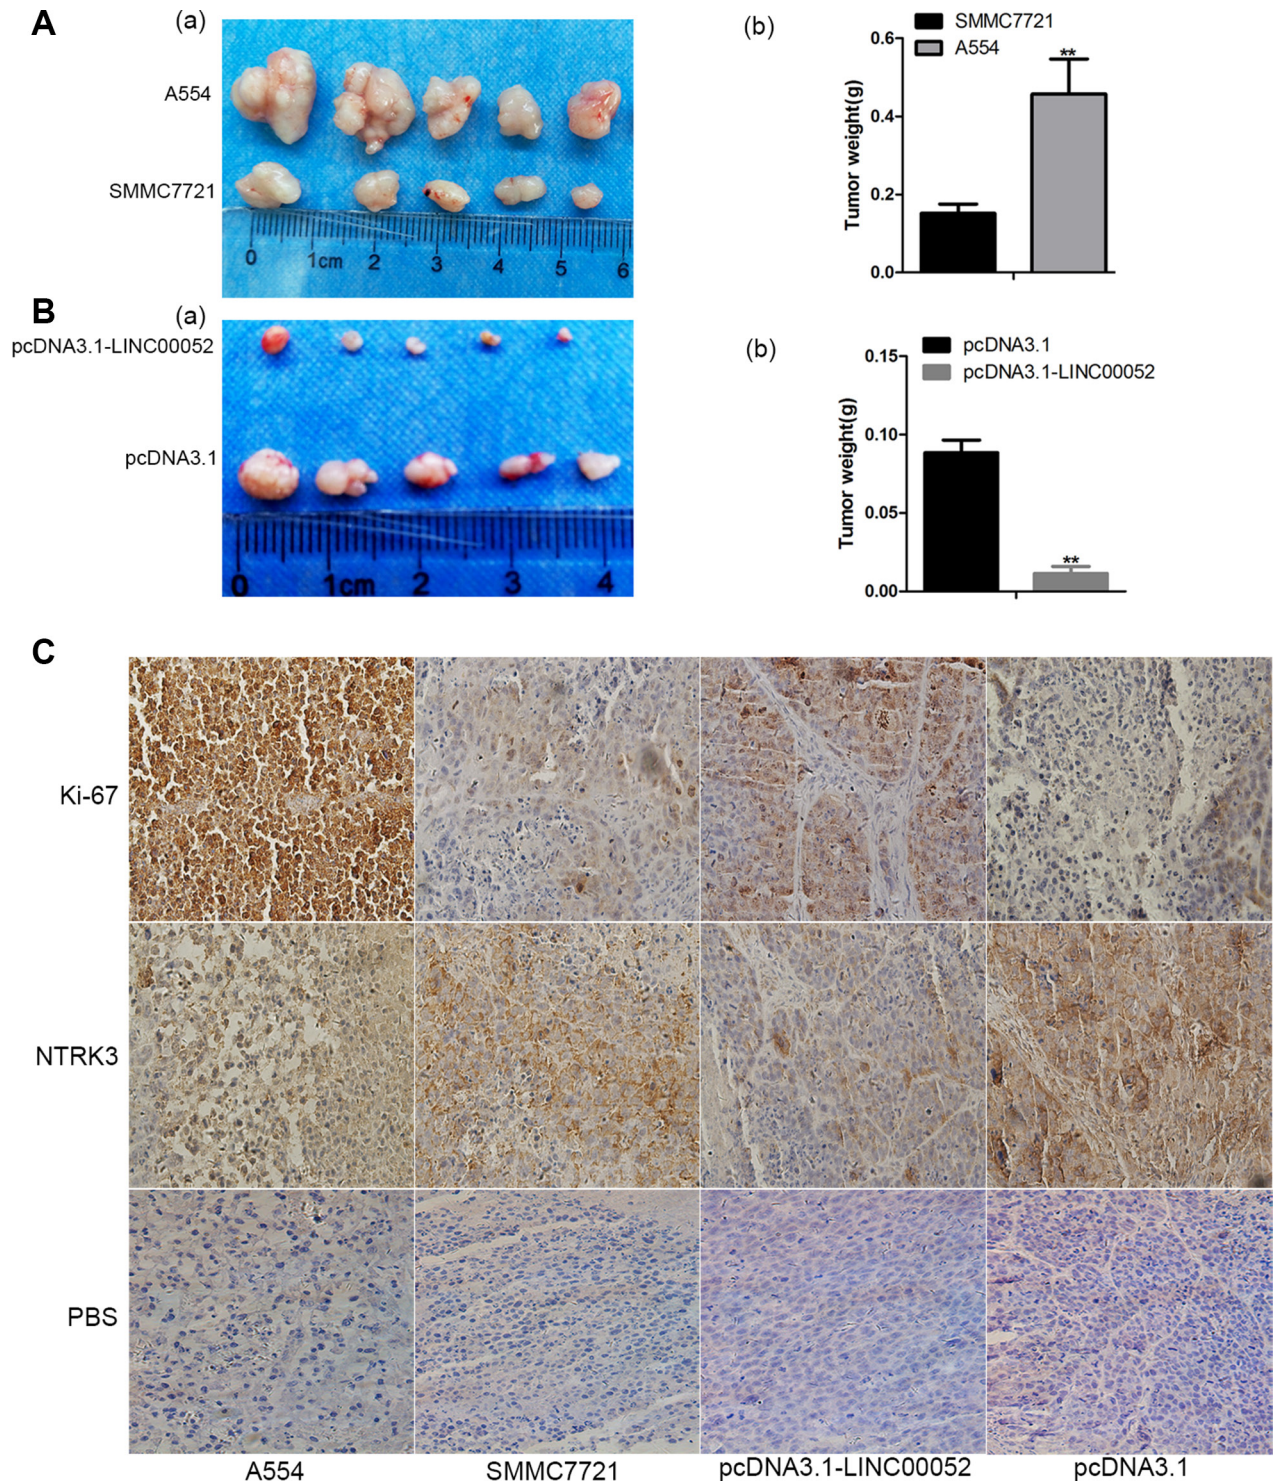 A
(a)
A554
SMMC7721
0 1cm 2 3 4 5 6
(b)
SMMC7721
A554
Tumor weight(g)
0.6
0.4
0.2
0.0
**
B
(a)
pcDNA3.1-LINC00052
pcDNA3.1
0 1cm 2 3 4
(b)
pcDNA3.1
pcDNA3.1-LINC00052
Tumor weight(g)
0.15
0.10
0.05
0.00
**
C
Ki-67
NTRK3
PBS
A554 SMMC7721 pcDNA3.1-LINC00052 pcDNA3.1